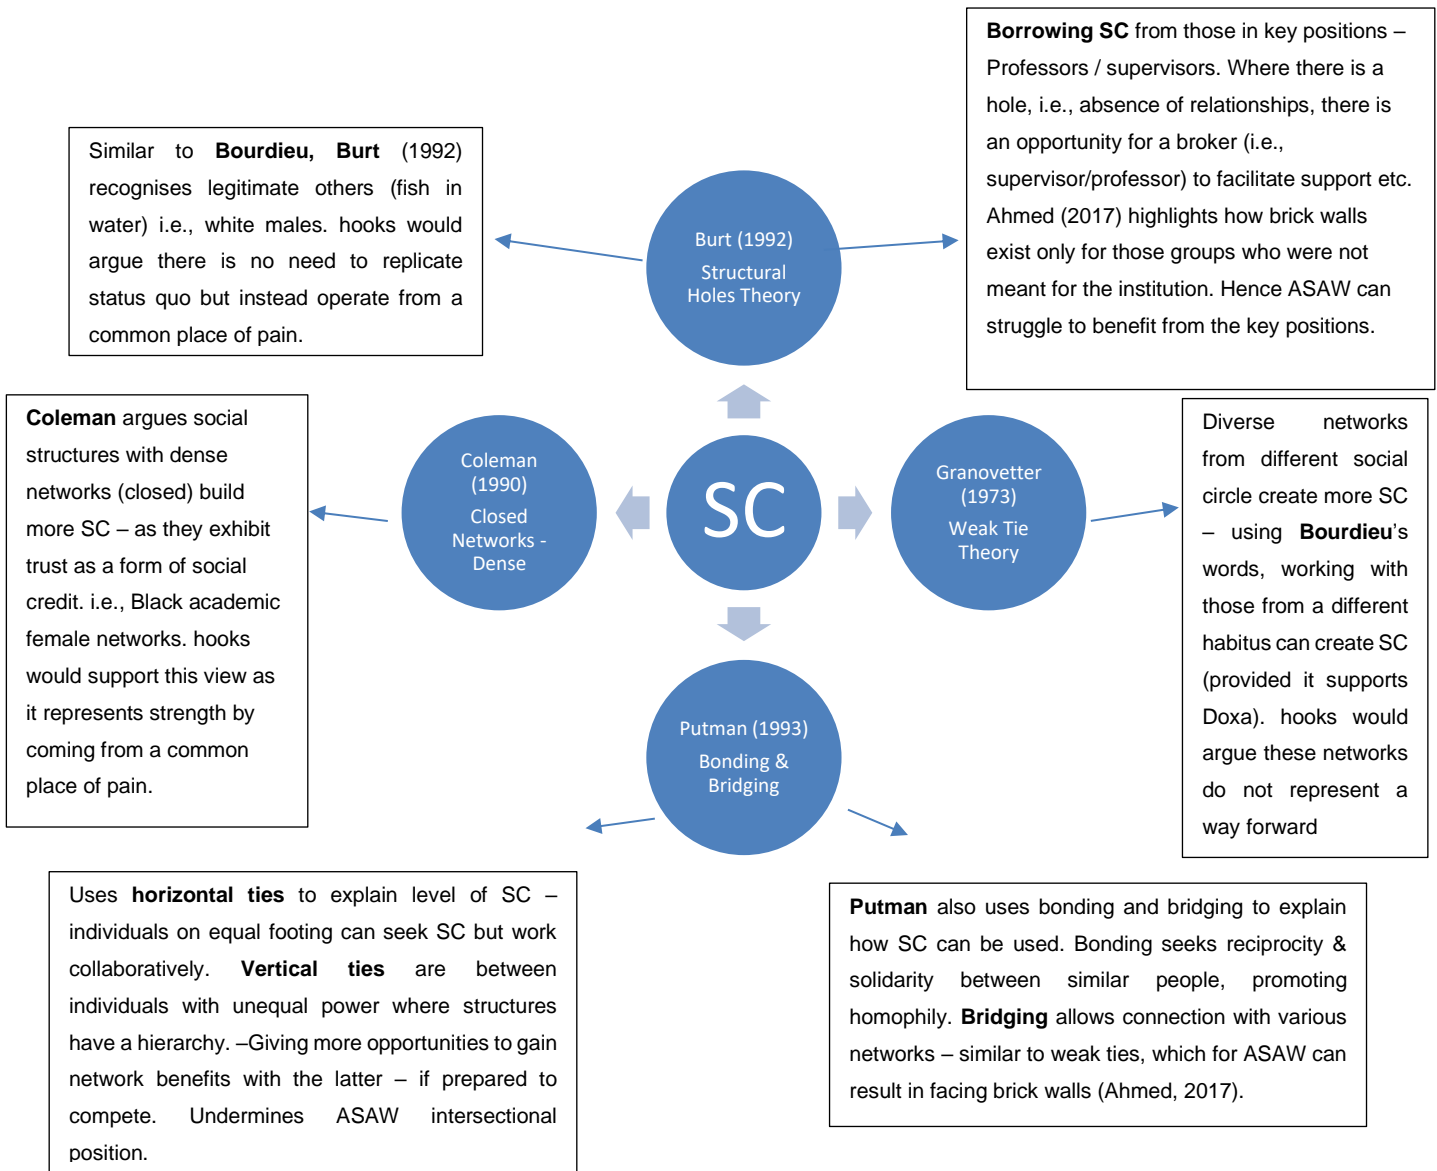 Borrowing SC from those in key positions –
Professors / supervisors. Where there is a
hole, i.e., absence of relationships, there is
an opportunity for a broker (i.e.,
supervisor/professor) to facilitate support etc.
Ahmed (2017) highlights how brick walls
exist only for those groups who were not
meant for the institution. Hence ASAW can
struggle to benefit from the key positions.
Similar to Bourdieu, Burt (1992)
recognises legitimate others (fish in
water) i.e., white males. hooks would
argue there is no need to replicate
status quo but instead operate from a
common place of pain.
Burt (1992)
Structural
Holes Theory
Coleman argues social
structures with dense
networks (closed) build
more SC – as they exhibit
trust as a form of social
credit. i.e., Black academic
female networks. hooks
would support this view as
it represents strength by
coming from a common
place of pain.
Coleman
(1990)
Closed
Networks -
Dense
SC
Granovetter
(1973)
Weak Tie
Theory
Diverse networks
from different social
circle create more SC
– using Bourdieu's
words, working with
those from a different
habitus can create SC
(provided it supports
Doxa). hooks would
argue these networks
do not represent a
way forward
Putman (1993)
Bonding &
Bridging
Uses horizontal ties to explain level of SC –
individuals on equal footing can seek SC but work
collaboratively. Vertical ties are between
individuals with unequal power where structures
have a hierarchy. –Giving more opportunities to gain
network benefits with the latter – if prepared to
compete. Undermines ASAW intersectional
position.
Putman also uses bonding and bridging to explain
how SC can be used. Bonding seeks reciprocity &
solidarity between similar people, promoting
homophily. Bridging allows connection with various
networks – similar to weak ties, which for ASAW can
result in facing brick walls (Ahmed, 2017).